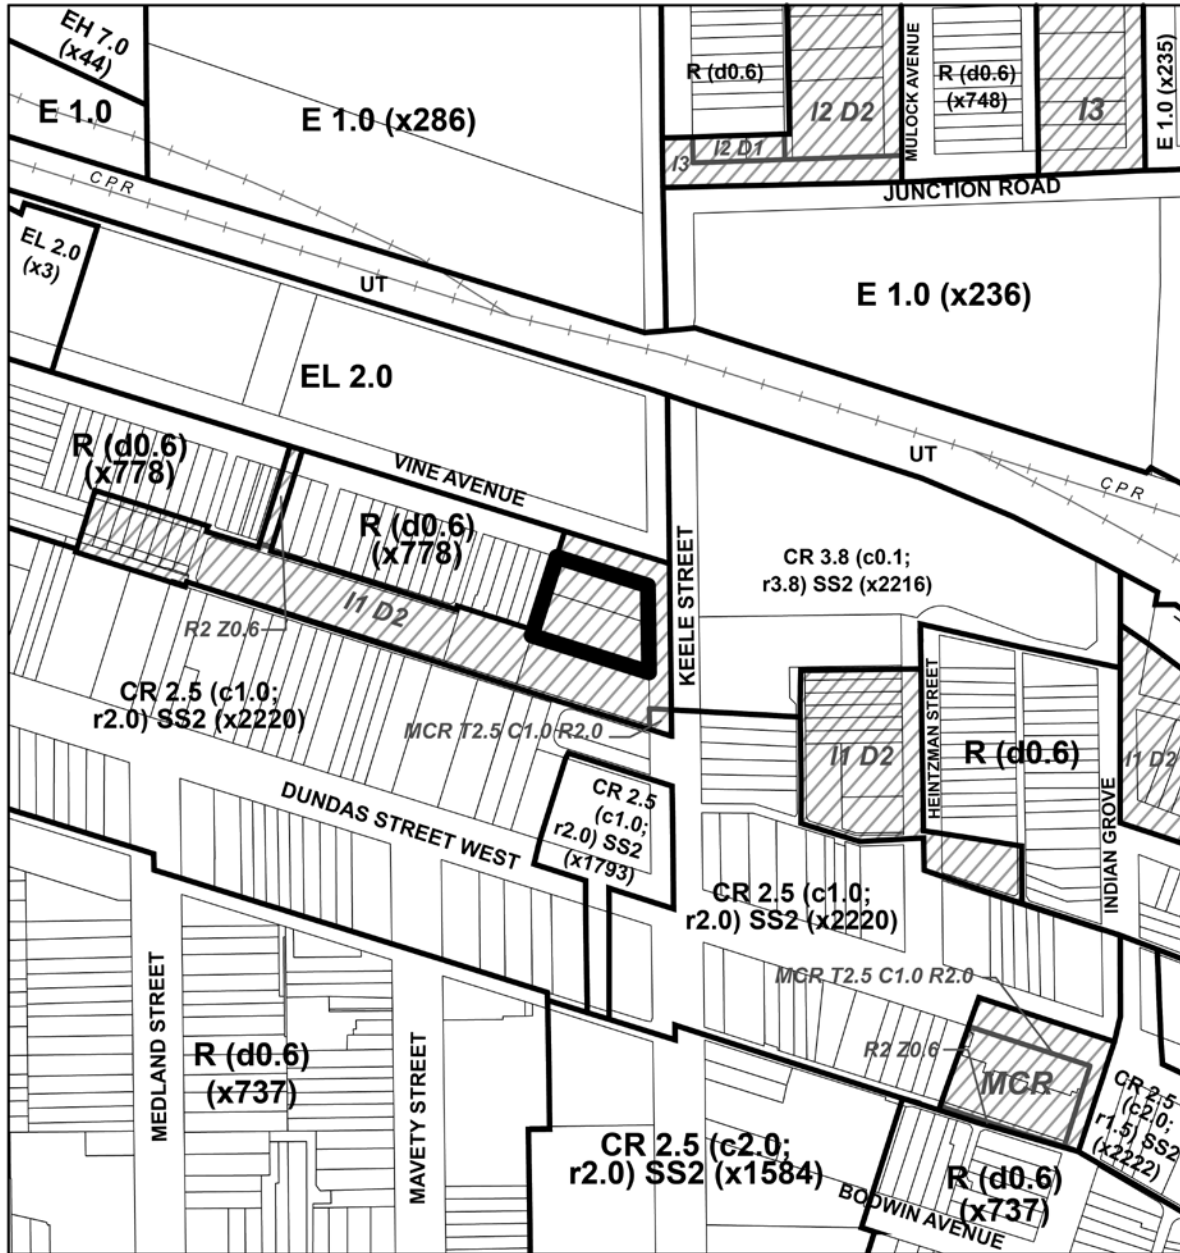 EH 7.0
(x44)
E 1.0
E 1.0 (x286)
R (d0.6)
I2 D2
MULOCK AVENUE
R (d0.6)
(x748)
I3
E 1.0 (x235)
I2 D1
I3
JUNCTION ROAD
CPR
EL 2.0
(x3)
UT
E 1.0 (x236)
EL 2.0
R (d0.6)
(x778)
VINE AVENUE
UT
CPR
R (d0.6)
(x778)
KEELE STREET
CR 3.8 (c0.1;
r3.8) SS2 (x2216)
I1 D2
R2 Z0.6
CR 2.5 (c1.0;
r2.0) SS2 (x2220)
MCR T2.5 C1.0 R2.0
HEINTZMAN STREET
I1 D2
R (d0.6)
I1 D2
INDIAN GROVE
DUNDAS STREET WEST
CR 2.5
(c1.0;
r2.0) SS2
(x1793)
CR 2.5 (c1.0;
r2.0) SS2 (x2220)
MCR T2.5 C1.0 R2.0
MEDLAND STREET
R (d0.6)
(x737)
MAVETY STREET
R2 Z0.6
MCR
CR 2.5
(c2.0;
r1.5) SS2
(x2222)
CR 2.5 (c2.0;
r2.0) SS2 (x1584)
R (d0.6)
(x737)
BODWIN AVENUE